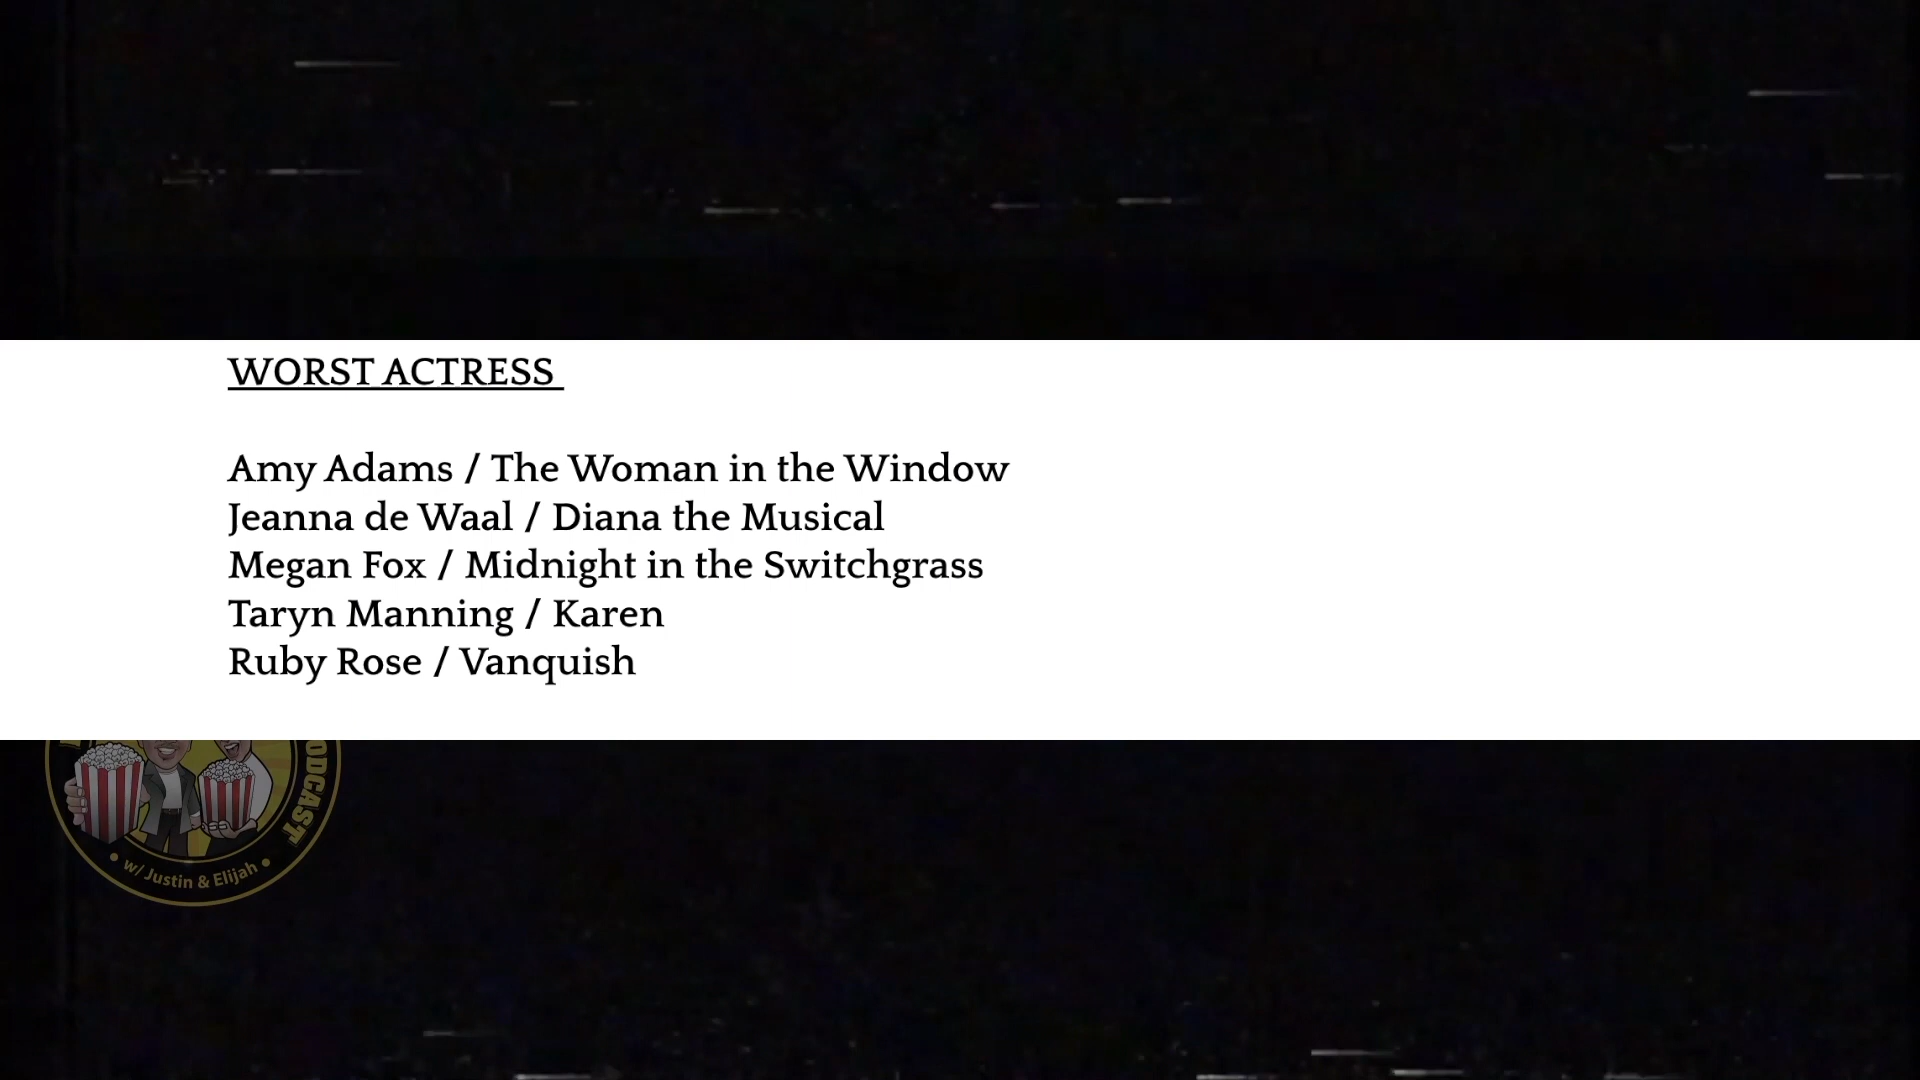 WORST ACTRESS
Amy Adams / The Woman in the Window
Jeanna de Waal / Diana the Musical
Megan Fox / Midnight in the Switchgrass
Taryn Manning / Karen
Ruby Rose / Vanquish
w/ Justin & Elijah